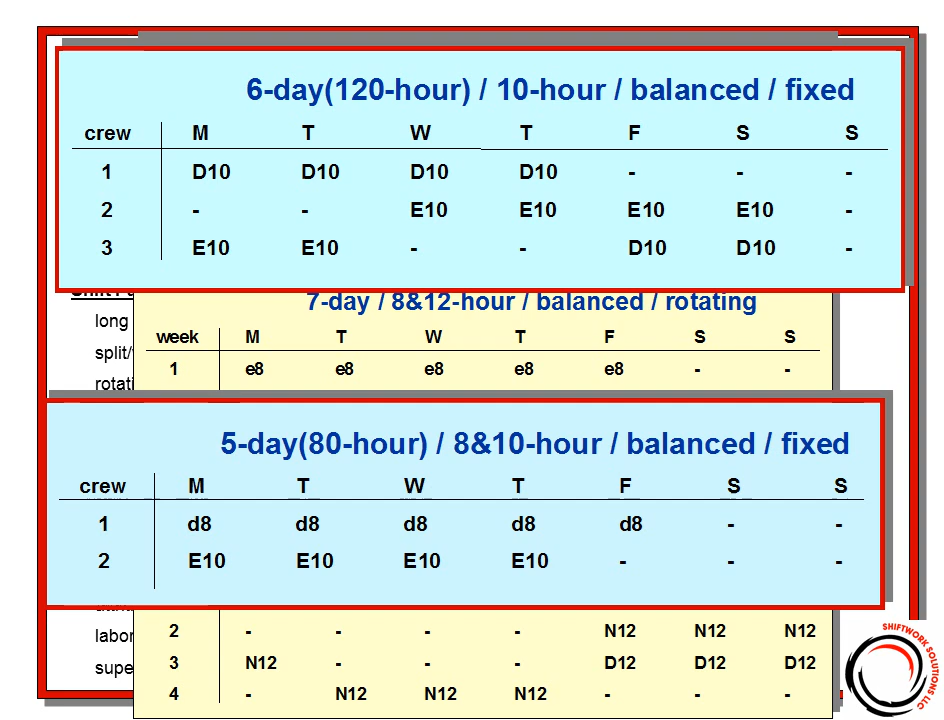 6-day(120-hour) / 10-hour / balanced / fixed
crew M T W T F S S
1 D10 D10 D10 D10 - - -
2 - - E10 E10 E10 E10 -
3 E10 E10 - - D10 D10 -
7-day / 8&12-hour / balanced / rotating
long
week M T W T F S S
split/
1 e8 e8 e8 e8 e8 - -
rotati
5-day(80-hour) / 8&10-hour / balanced / fixed
crew M T W T F S S
1 d8 d8 d8 d8 d8 - -
2 E10 E10 E10 E10 - - -
labor
2 - - - - N12 N12 N12
supe
3 N12 - - - D12 D12 D12
4 - N12 N12 N12 - - -
SHIFTWORK SOLUTIONS LLC